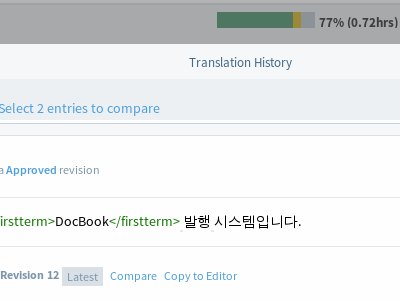 77% (0.72hrs)
Translation History
Select 2 entries to compare
a Approved revision
irstterm>DocBook</firstterm> 발행 시스템입니다.
Revision 12 Latest Compare Copy to Editor